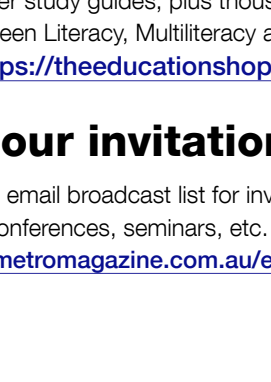 er study guides, plus thous
een Literacy, Multiliteracy a
ps://theeducationshop
our invitation
email broadcast list for inv
onferences, seminars, etc.
metromagazine.com.au/e